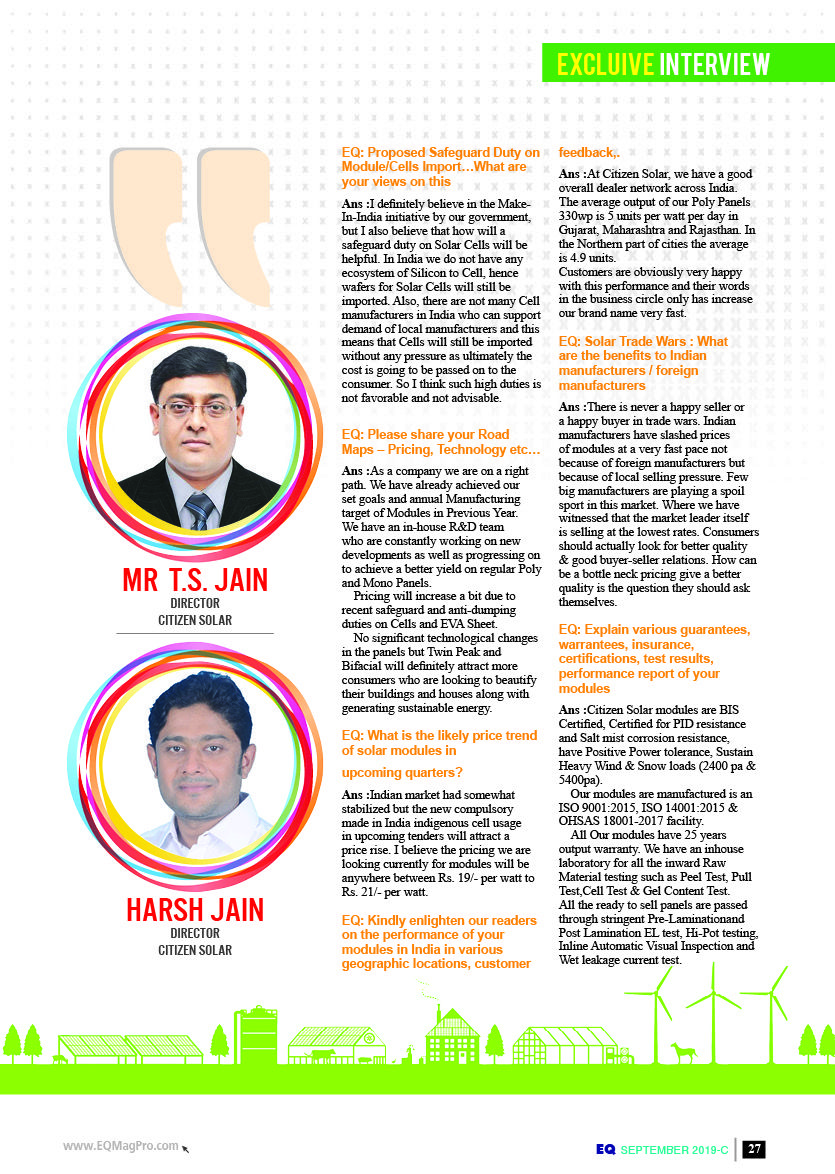 EXCLUIVE INTERVIEW
MR T.S. JAIN
DIRECTOR
CITIZEN SOLAR
HARSH JAIN
DIRECTOR
CITIZEN SOLAR
EQ: Proposed Safeguard Duty on
Module/Cells Import…What are
your views on this
Ans :I definitely believe in the Make-
In-India initiative by our government,
but I also believe that how will a
safeguard duty on Solar Cells will be
helpful. In India we do not have any
ecosystem of Silicon to Cell, hence
wafers for Solar Cells will still be
imported. Also, there are not many Cell
manufacturers in India who can support
demand of local manufacturers and this
means that Cells will still be imported
without any pressure as ultimately the
cost is going to be passed on to the
consumer. So I think such high duties is
not favorable and not advisable.
EQ: Please share your Road
Maps – Pricing, Technology etc…
Ans :As a company we are on a right
path. We have already achieved our
set goals and annual Manufacturing
target of Modules in Previous Year.
We have an in-house R&D team
who are constantly working on new
developments as well as progressing on
to achieve a better yield on regular Poly
and Mono Panels.
Pricing will increase a bit due to
recent safeguard and anti-dumping
duties on Cells and EVA Sheet.
No significant technological changes
in the panels but Twin Peak and
Bifacial will definitely attract more
consumers who are looking to beautify
their buildings and houses along with
generating sustainable energy.
EQ: What is the likely price trend
of solar modules in
upcoming quarters?
Ans :Indian market had somewhat
stabilized but the new compulsory
made in India indigenous cell usage
in upcoming tenders will attract a
price rise. I believe the pricing we are
looking currently for modules will be
anywhere between Rs. 19/- per watt to
Rs. 21/- per watt.
EQ: Kindly enlighten our readers
on the performance of your
modules in India in various
geographic locations, customer
feedback,.
Ans :At Citizen Solar, we have a good
overall dealer network across India.
The average output of our Poly Panels
330wp is 5 units per watt per day in
Gujarat, Maharashtra and Rajasthan. In
the Northern part of cities the average
is 4.9 units.
Customers are obviously very happy
with this performance and their words
in the business circle only has increase
our brand name very fast.
EQ: Solar Trade Wars : What
are the benefits to Indian
manufacturers / foreign
manufacturers
Ans :There is never a happy seller or
a happy buyer in trade wars. Indian
manufacturers have slashed prices
of modules at a very fast pace not
because of foreign manufacturers but
because of local selling pressure. Few
big manufacturers are playing a spoil
sport in this market. Where we have
witnessed that the market leader itself
is selling at the lowest rates. Consumers
should actually look for better quality
& good buyer-seller relations. How can
be a bottle neck pricing give a better
quality is the question they should ask
themselves.
EQ: Explain various guarantees,
warrantees, insurance,
certifications, test results,
performance report of your
modules
Ans :Citizen Solar modules are BIS
Certified, Certified for PID resistance
and Salt mist corrosion resistance,
have Positive Power tolerance, Sustain
Heavy Wind & Snow loads (2400 pa &
5400pa).
Our modules are manufactured is an
ISO 9001:2015, ISO 14001:2015 &
OHSAS 18001-2017 facility.
All Our modules have 25 years
output warranty. We have an inhouse
laboratory for all the inward Raw
Material testing such as Peel Test, Pull
Test,Cell Test & Gel Content Test.
All the ready to sell panels are passed
through stringent Pre-Laminationand
Post Lamination EL test, Hi-Pot testing,
Inline Automatic Visual Inspection and
Wet leakage current test.
www.EQMagPro.com
EQ SEPTEMBER 2019-C 27